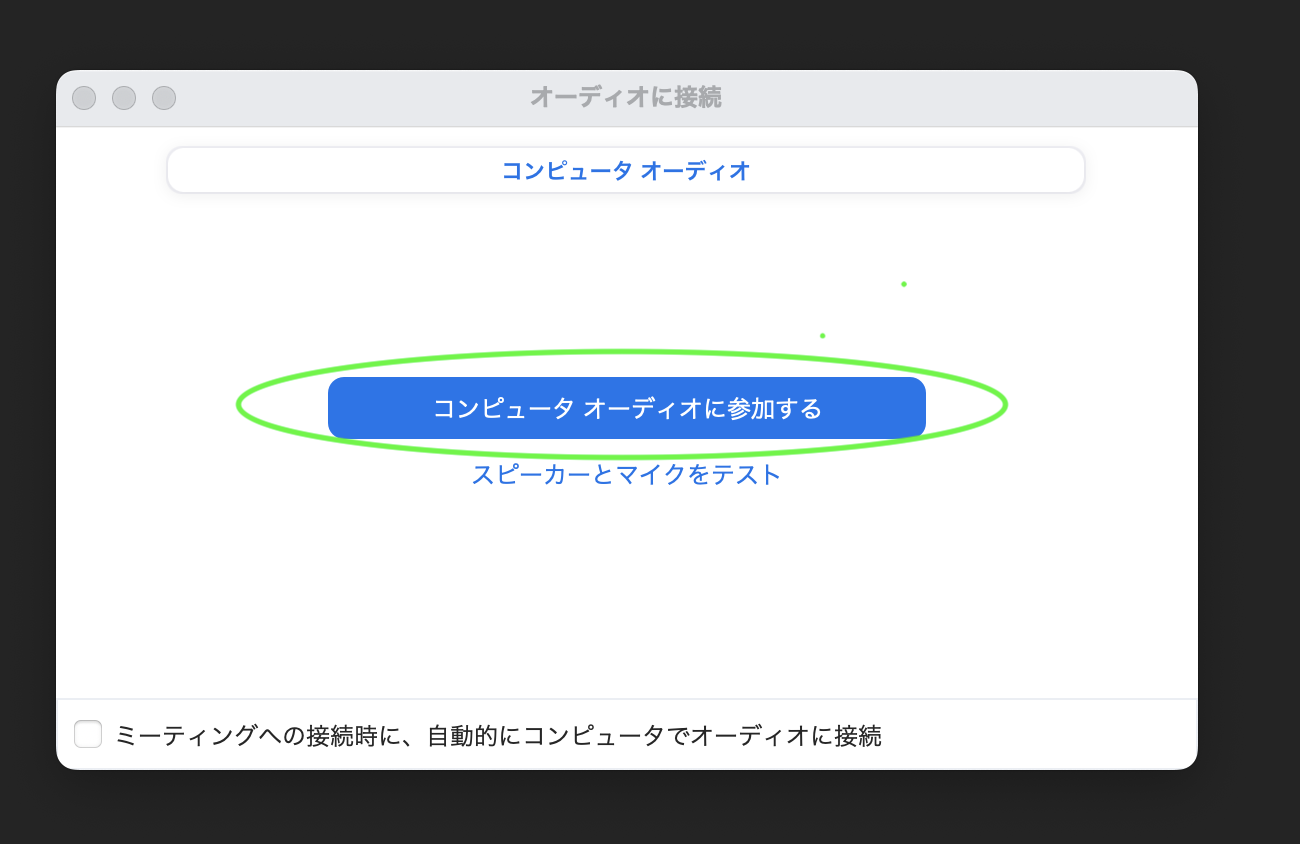 オーディオに接続
コンピュータ オーディオ
コンピュータ オーディオに参加する
スピーカーとマイクをテスト
ミーティングへの接続時に、自動的にコンピュータでオーディオに接続